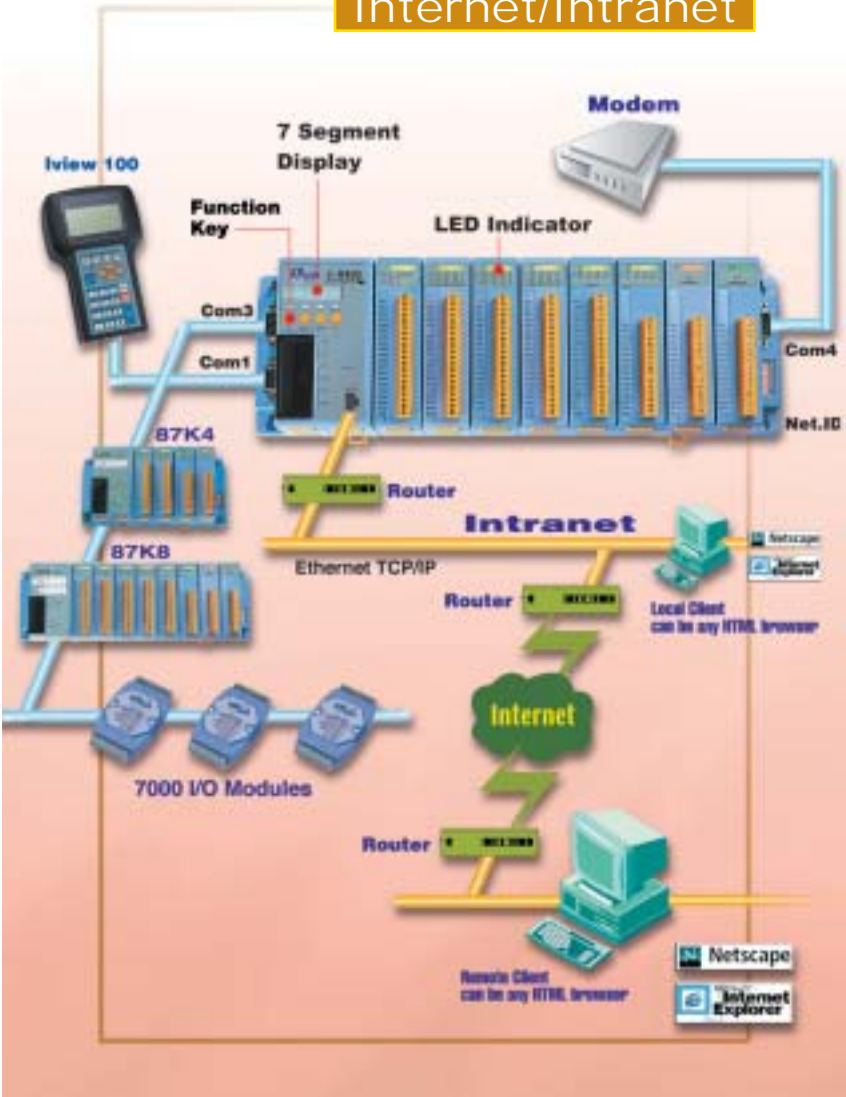 Internet/Intranet
Modem
7 Segment
Display
Iview 100
Function
Key
LED Indicator
Com3
Com1
Com4
Net.ID
87K4
Router
Intranet
Netscape
87K8
Ethernet TCP/IP
Internet
Explorer
Router
Local Client
can be any HTML browser
Internet
7000 I/O Modules
Router
Netscape
Remote Client
can be any HTML browser
Internet
Explorer